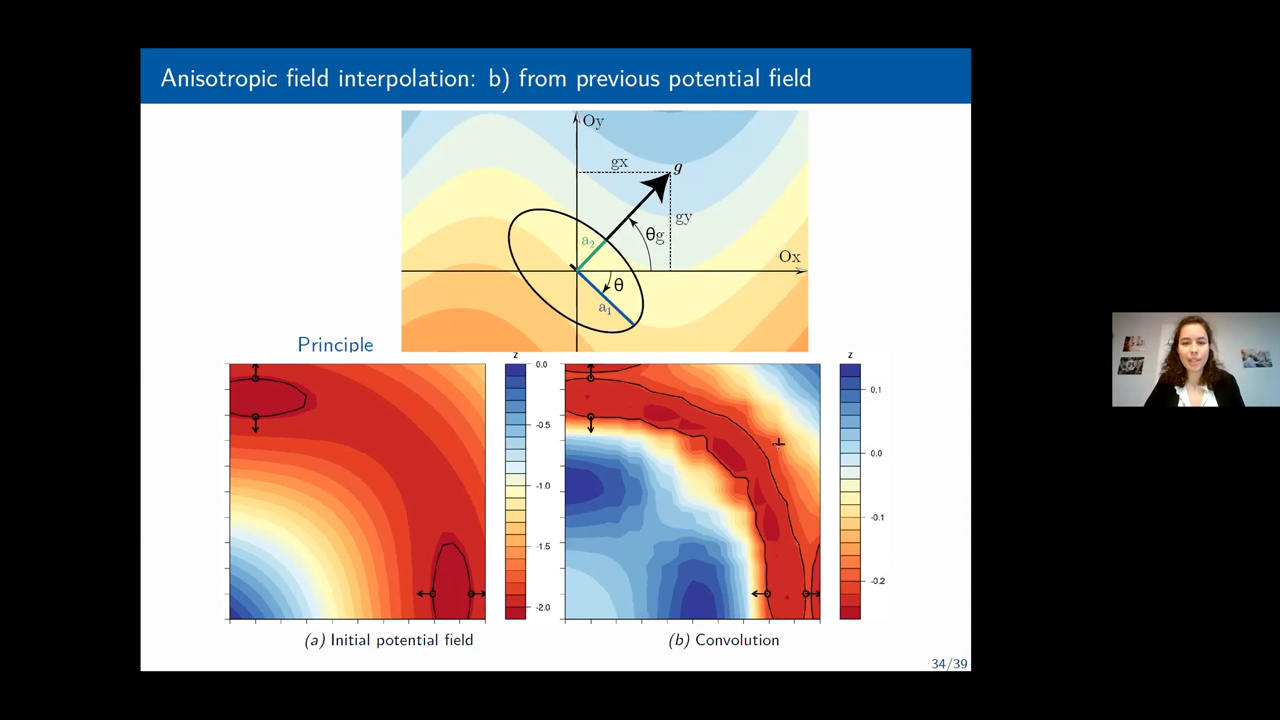 Anisotropic field interpolation: b) from previous potential field
Oy
gx
g
gy
θg
a2
Ox
θ
a1
Principle
z
0.0
-0.5
-1.0
-1.5
-2.0
z
0.1
0.0
-0.1
-0.2
(a) Initial potential field
(b) Convolution
34/39